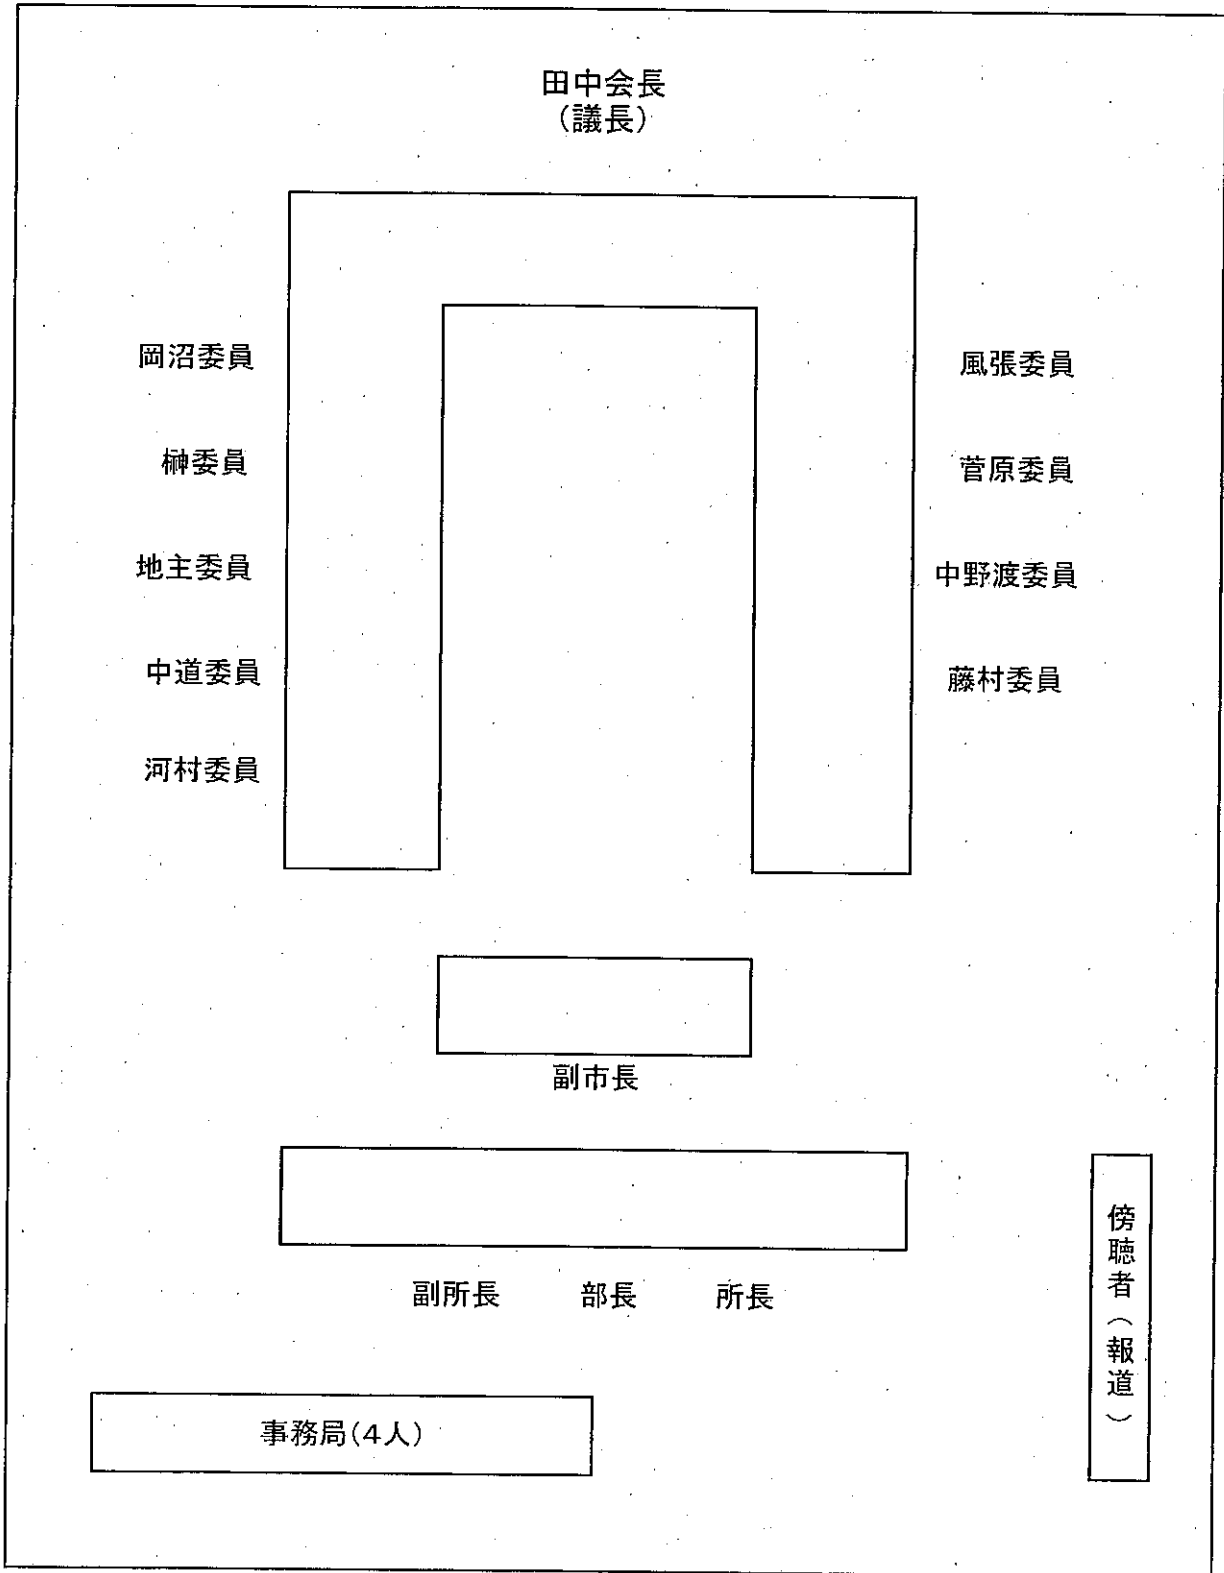 田中会長
(議長)
岡沼委員
風張委員
榊委員
菅原委員
地主委員
中野渡委員
中道委員
藤村委員
河村委員
副市長
副所長 部長 所長
傍聴者(報道)
事務局(4人)